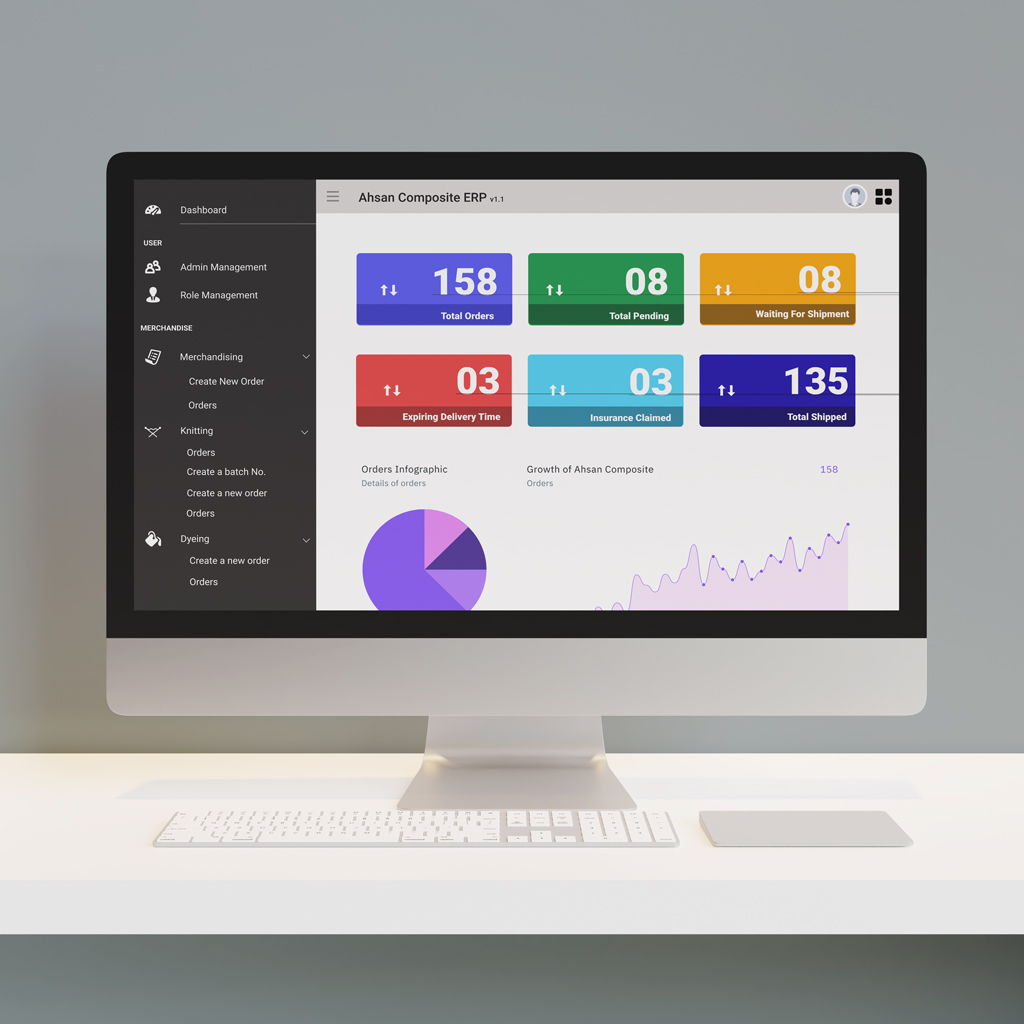 Dashboard
USER
Admin Management
Role Management
MERCHANDISE
Merchandising
Create New Order
Orders
Knitting
Orders
Create a batch No.
Create a new order
Orders
Dyeing
Create a new order
Orders
Ahsan Composite ERP v1.1
158
Total Orders
08
Total Pending
08
Waiting For Shipment
03
Expiring Delivery Time
03
Insurance Claimed
135
Total Shipped
Orders Infographic
Details of orders
Growth of Ahsan Composite
Orders
158